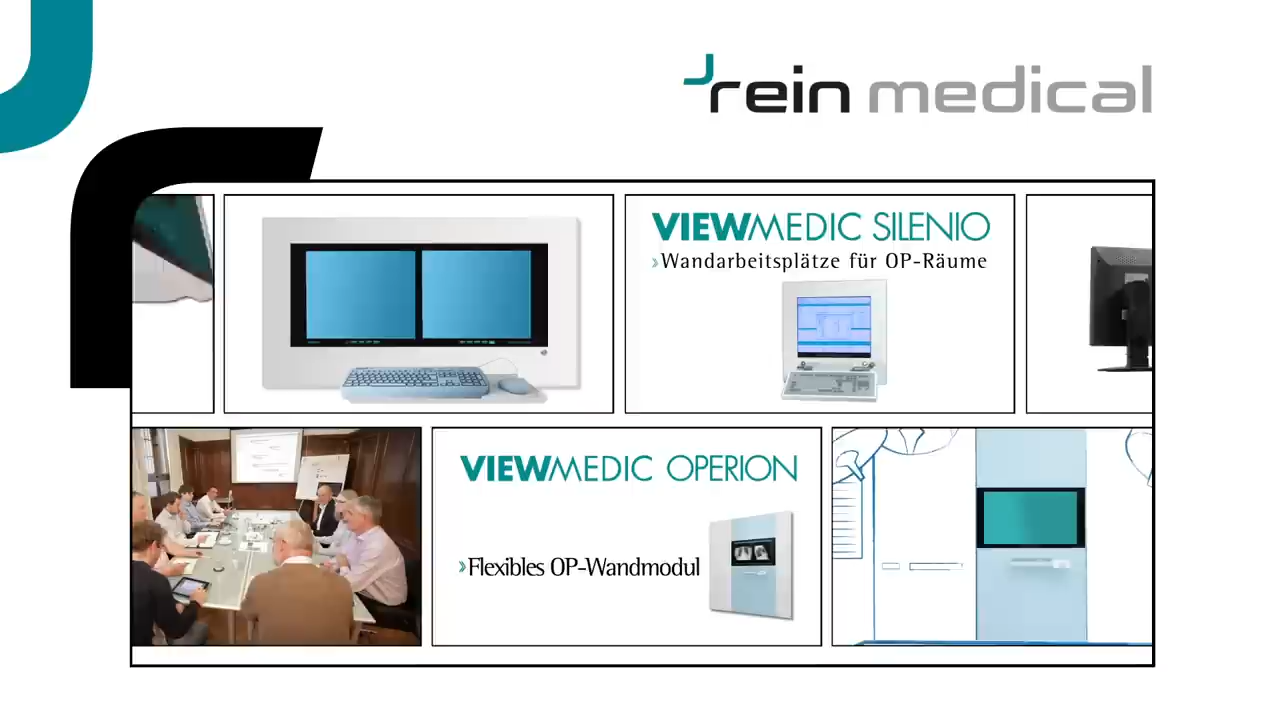 rein medical
VIEWMEDIC SILENIO
›Wandarbeitsplätze für OP-Räume
VIEWMEDIC OPERION
›Flexibles OP-Wandmodul